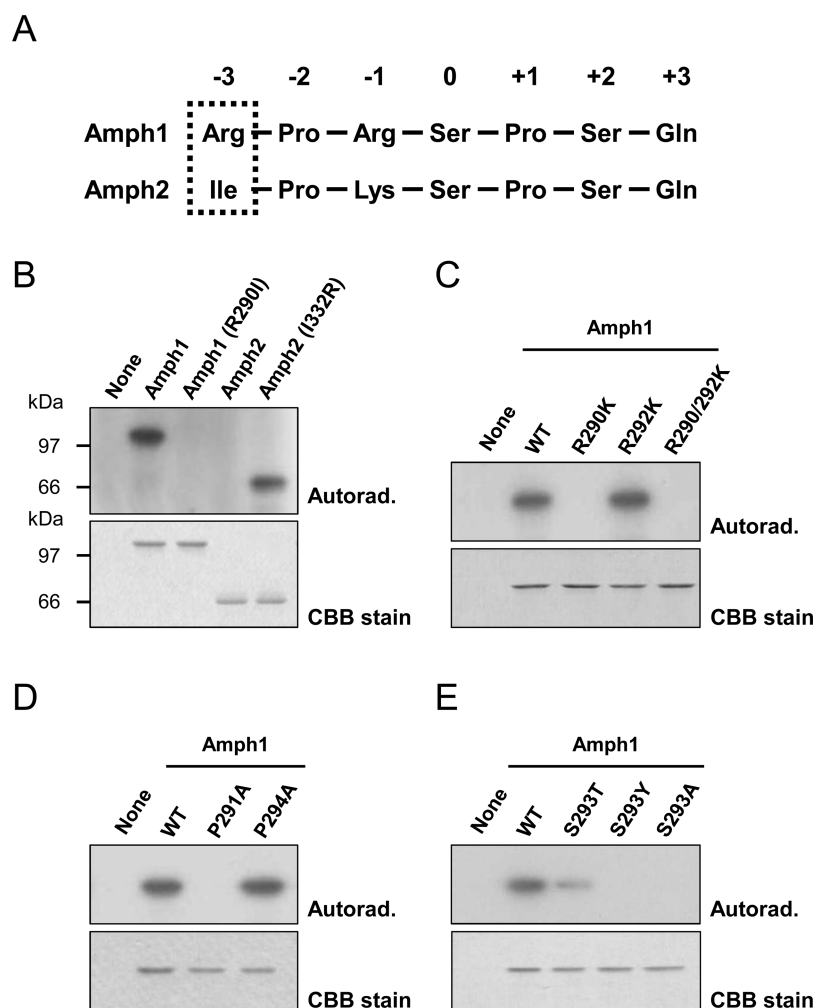 A
-3 -2 -1 0 +1 +2 +3
Amph1 Arg Pro Arg Ser Pro Ser Gln
Amph2 Ile Pro Lys Ser Pro Ser Gln
B
None
Amph1
Amph1 (R290I)
Amph2
Amph2 (I332R)
kDa
97
66
Autorad.
kDa
97
66
CBB stain
C
Amph1
None
WT
R290K
R292K
R290/292K
Autorad.
CBB stain
D
Amph1
None
WT
P291A
P294A
Autorad.
CBB stain
E
Amph1
None
WT
S293T
S293Y
S293A
Autorad.
CBB stain